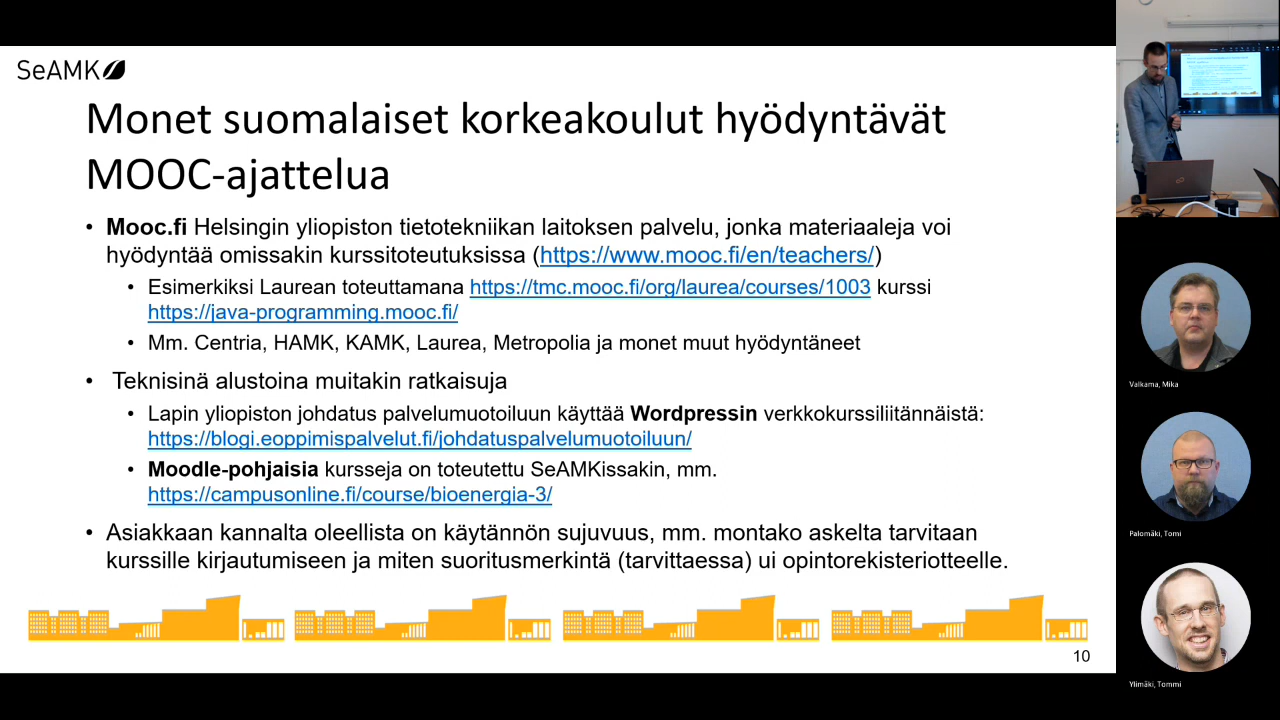 SeAMK
Monet suomalaiset korkeakoulut hyödyntävät
MOOC-ajattelua
• Mooc.fi Helsingin yliopiston tietotekniikan laitoksen palvelu, jonka materiaaleja voi
hyödyntää omissakin kurssitoteutuksissa (https://www.mooc.fi/en/teachers/)
• Esimerkiksi Laurean toteuttamana https://tmc.mooc.fi/org/laurea/courses/1003 kurssi
https://java-programming.mooc.fi/
• Mm. Centria, HAMK, KAMK, Laurea, Metropolia ja monet muut hyödyntäneet
• Teknisinä alustoina muitakin ratkaisuja
• Lapin yliopiston johdatus palvelumuotoiluun käyttää Wordpressin verkkokurssiliitännäistä:
https://blogi.eoppimispalvelut.fi/johdatuspalvelumuotoiluun/
• Moodle-pohjaisia kursseja on toteutettu SeAMKissakin, mm.
https://campusonline.fi/course/bioenergia-3/
• Asiakkaan kannalta oleellista on käytännön sujuvuus, mm. montako askelta tarvitaan
kurssille kirjautumiseen ja miten suoritusmerkintä (tarvittaessa) ui opintorekisteriotteelle.
10
Valkama, Mika
Palomäki, Tomi
Ylimäki, Tommi